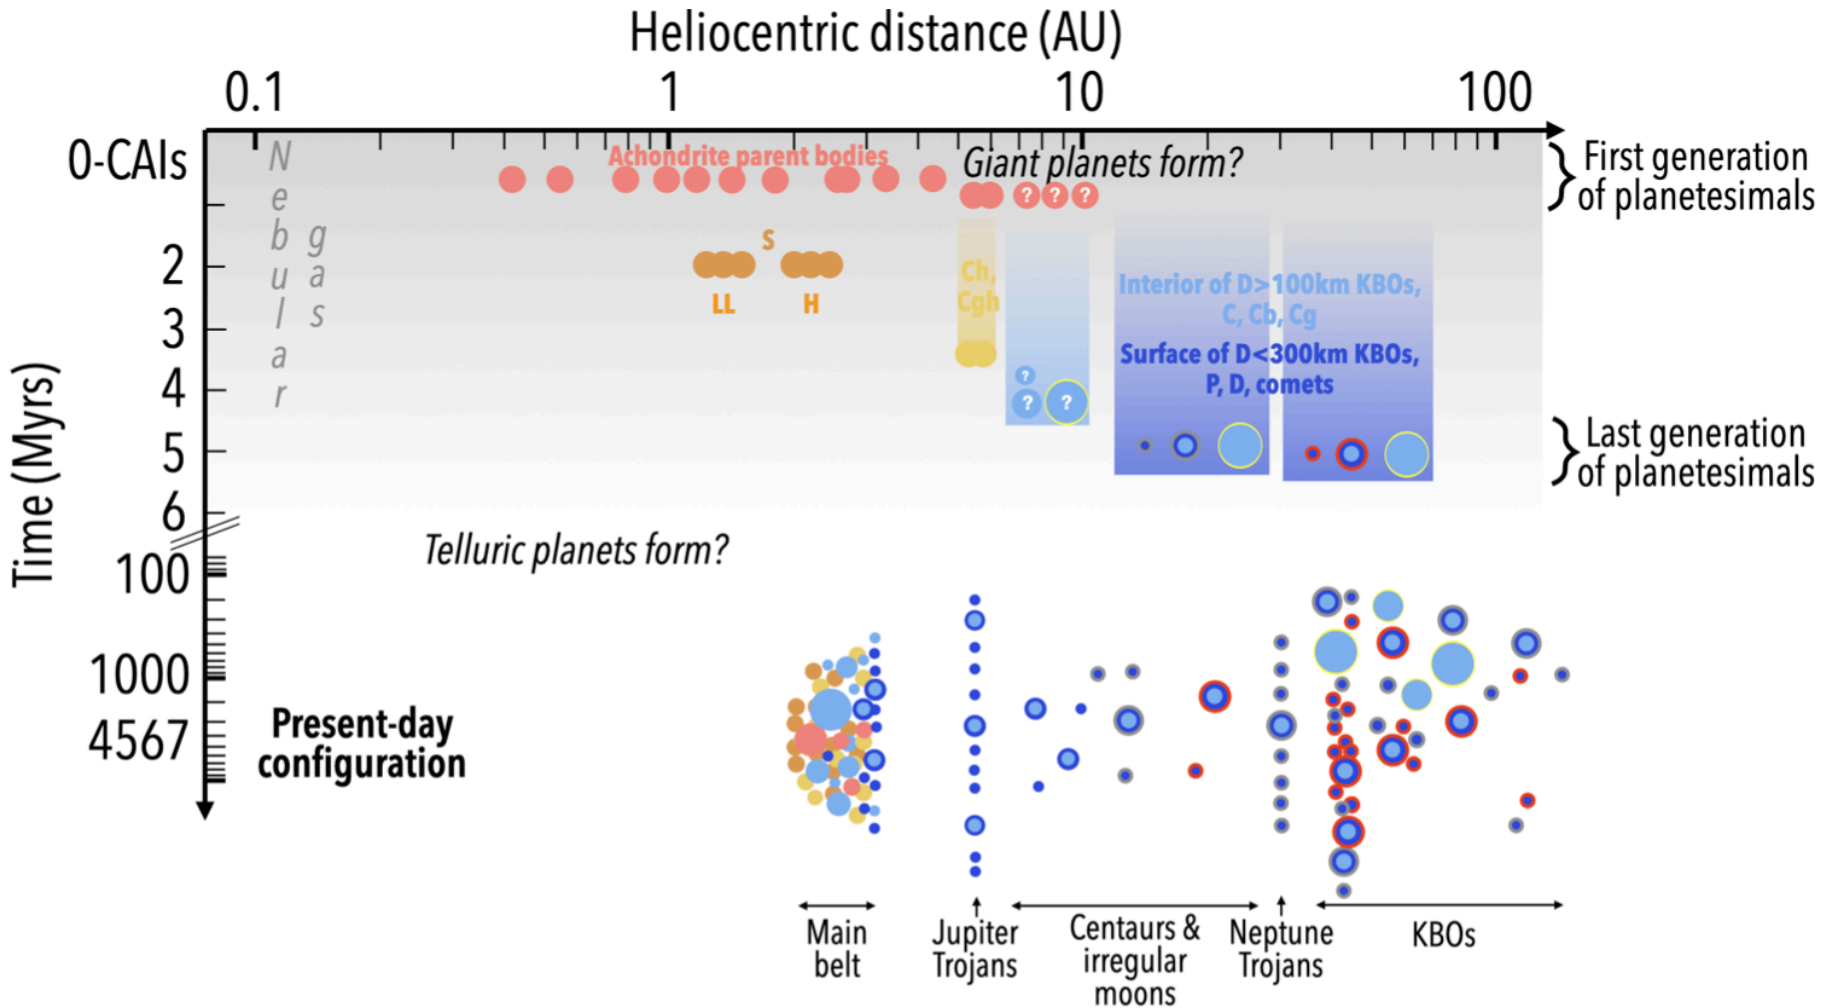 Heliocentric distance (AU)
0.1 1 10 100
0-CAIs
Achondrite parent bodies
Giant planets form?
First generation
of planetesimals
Nebular
gas
? ? ?
2
S
LL H
Ch,
Cgh
Interior of D>100km KBOs,
C, Cb, Cg
3
Surface of D<300km KBOs,
P, D, comets
?
? ?
4
5
Last generation
of planetesimals
6
Time (Myrs)
Telluric planets form?
100
1000
4567
Present-day
configuration
Main
belt
Jupiter
Trojans
Centaurs &
irregular
moons
Neptune
Trojans
KBOs